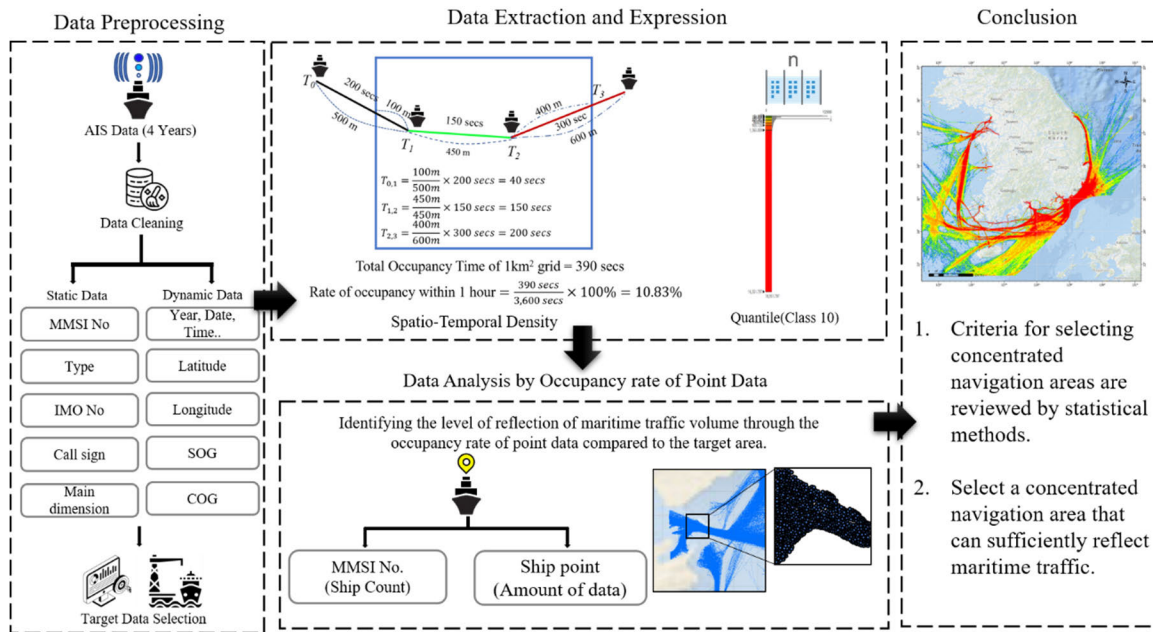 Data Preprocessing
AIS Data (4 Years)
Data Cleaning
Static Data
Dynamic Data
MMSI No
Year, Date,
Time..
Type
Latitude
IMO No
Longitude
Call sign
SOG
Main
dimension
COG
Target Data Selection
Data Extraction and Expression
T0
200 secs
100 m
500 m
T1
150 secs
450 m
T2
400 m
T3
300 sec
600 m
T0,1 = 100m/500m × 200 secs = 40 secs
T1,2 = 450m/450m × 150 secs = 150 secs
T2,3 = 400m/600m × 300 secs = 200 secs
Total Occupancy Time of 1km² grid = 390 secs
Rate of occupancy within 1 hour = 390 secs/3,600 secs × 100% = 10.83%
Spatio-Temporal Density
n
Quantile(Class 10)
Data Analysis by Occupancy rate of Point Data
Identifying the level of reflection of maritime traffic volume through the
occupancy rate of point data compared to the target area.
MMSI No.
(Ship Count)
Ship point
(Amount of data)
Conclusion
1. Criteria for selecting
concentrated
navigation areas are
reviewed by statistical
methods.
2. Select a concentrated
navigation area that
can sufficiently reflect
maritime traffic.